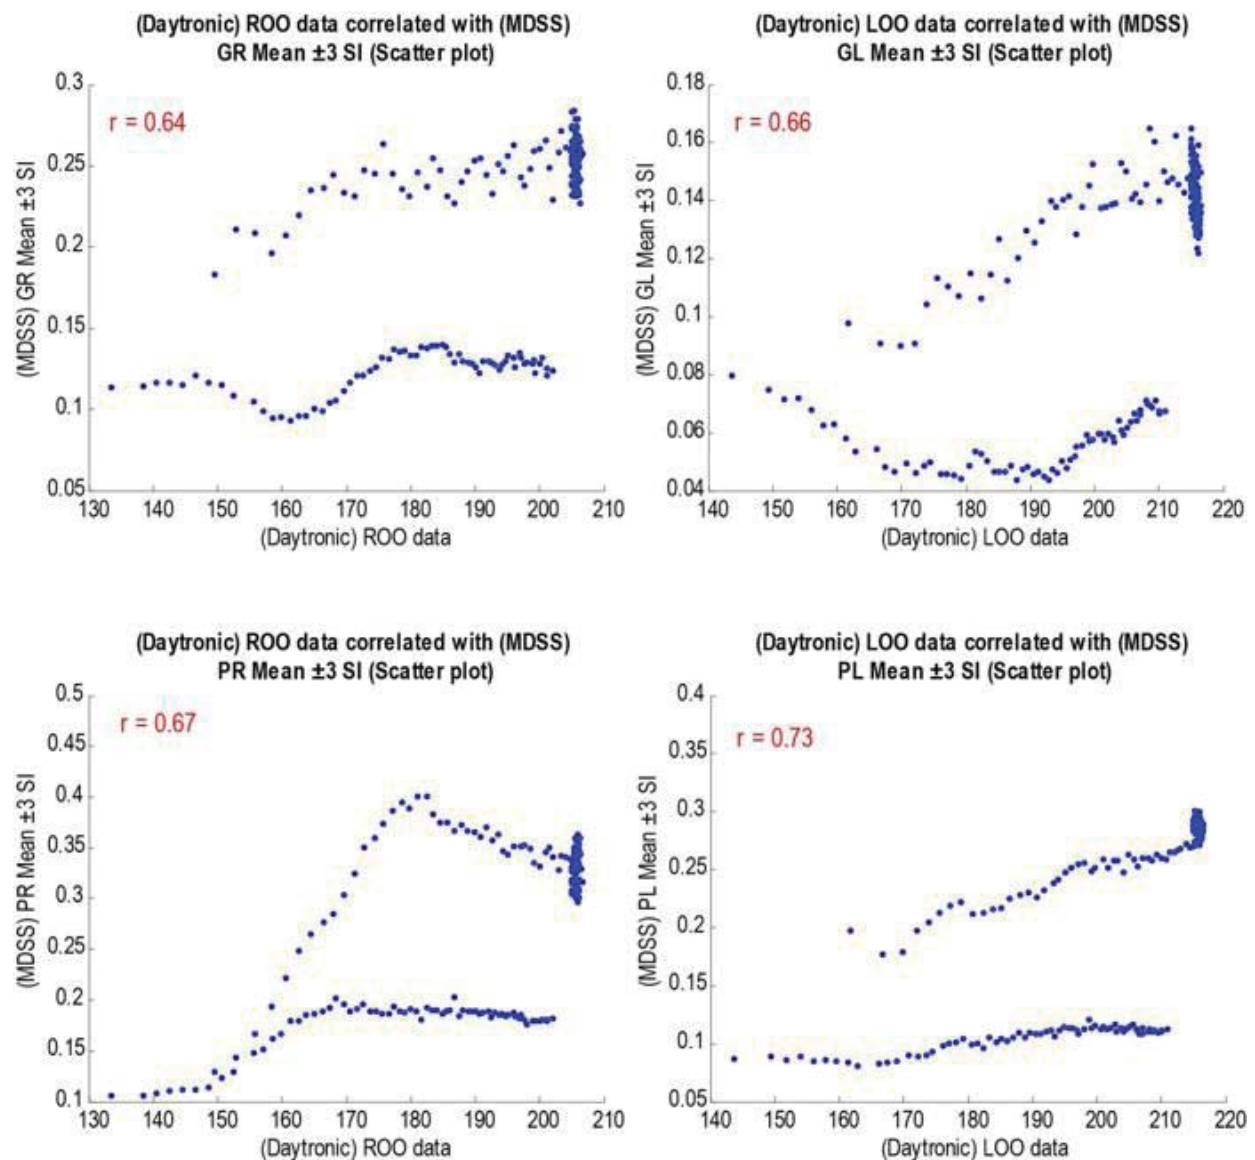 (Daytronic) ROO data correlated with (MDSS)
GR Mean ±3 SI (Scatter plot)
r = 0.64
(MDSS) GR Mean ±3 SI
0.3
0.25
0.2
0.15
0.1
0.05
130 140 150 160 170 180 190 200 210
(Daytronic) ROO data
(Daytronic) LOO data correlated with (MDSS)
GL Mean ±3 SI (Scatter plot)
r = 0.66
(MDSS) GL Mean ±3 SI
0.18
0.16
0.14
0.12
0.1
0.08
0.06
0.04
140 150 160 170 180 190 200 210 220
(Daytronic) LOO data
(Daytronic) ROO data correlated with (MDSS)
PR Mean ±3 SI (Scatter plot)
r = 0.67
(MDSS) PR Mean ±3 SI
0.5
0.45
0.4
0.35
0.3
0.25
0.2
0.15
0.1
130 140 150 160 170 180 190 200 210
(Daytronic) ROO data
(Daytronic) LOO data correlated with (MDSS)
PL Mean ±3 SI (Scatter plot)
r = 0.73
(MDSS) PL Mean ±3 SI
0.4
0.35
0.3
0.25
0.2
0.15
0.1
0.05
140 150 160 170 180 190 200 210 220
(Daytronic) LOO data